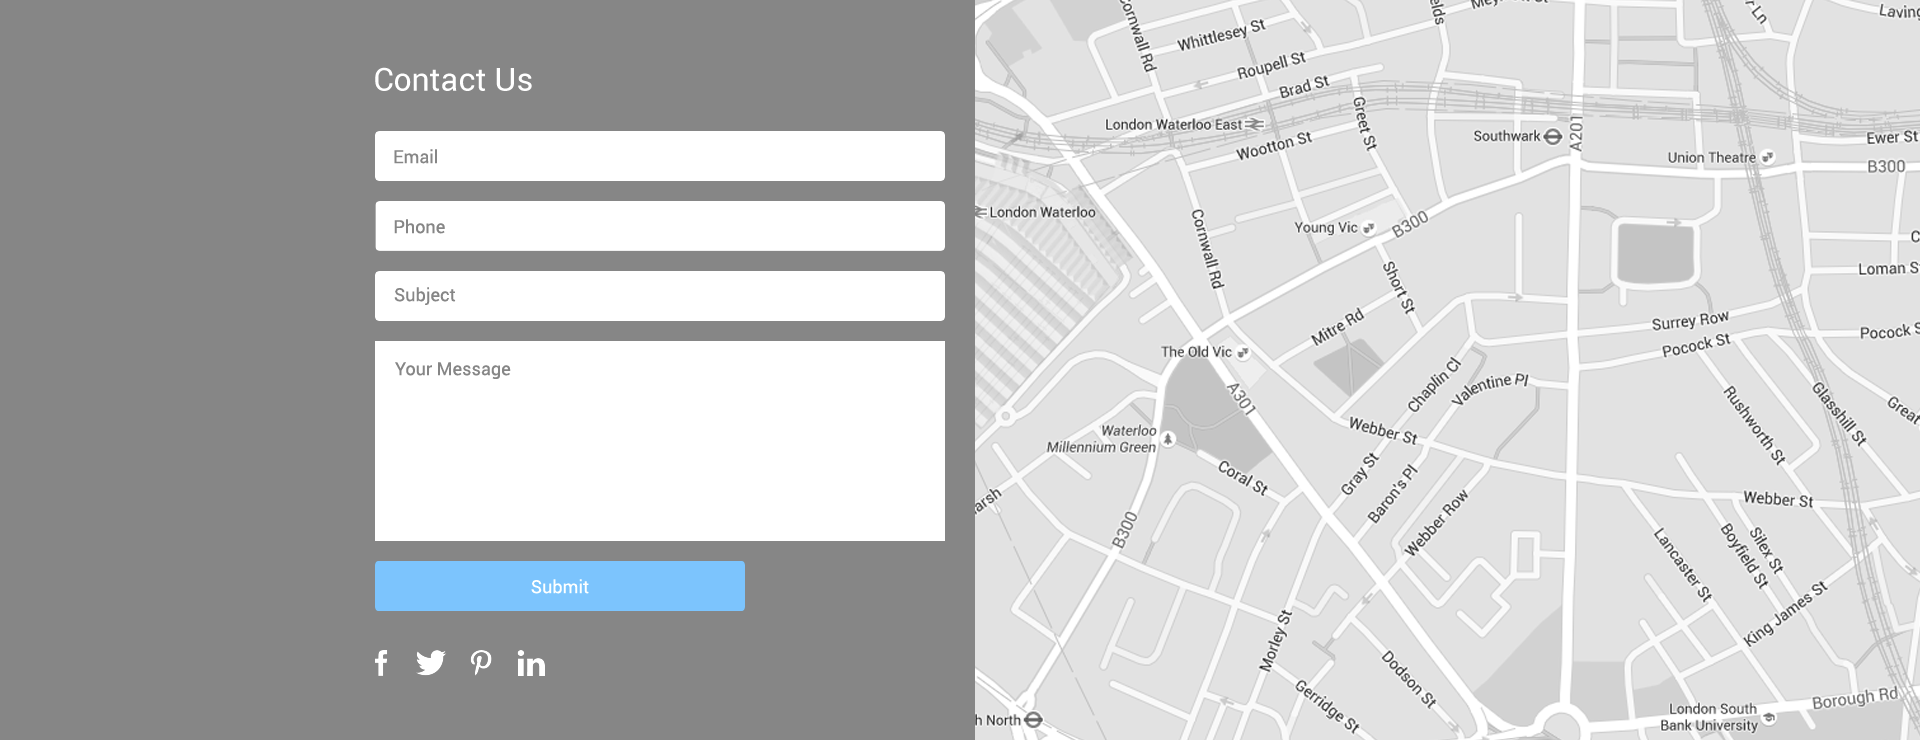 Contact Us
Email
Phone
Subject
Your Message
Submit
Cornwall Rd
Whittlesey St
Roupell St
Brad St
Greet St
London Waterloo East
Wootton St
Southwark
A201
Union Theatre
Ewer St
B300
London Waterloo
Cornwall Rd
Young Vic
B300
Short St
Loman S
Mitre Rd
Surrey Row
Pocock St
Pocock S
The Old Vic
A301
Chaplin Cl
Valentine Pl
Rushworth St
Glasshill St
Great
Waterloo
Millennium Green
Webber St
Coral St
Gray St
Baron's Pl
Webber Row
Webber St
arsh
B300
Lancaster St
Boyfield St
Silex St
King James St
Morley St
Dodson St
Gerridge St
h North
London South
Bank University
Borough Rd